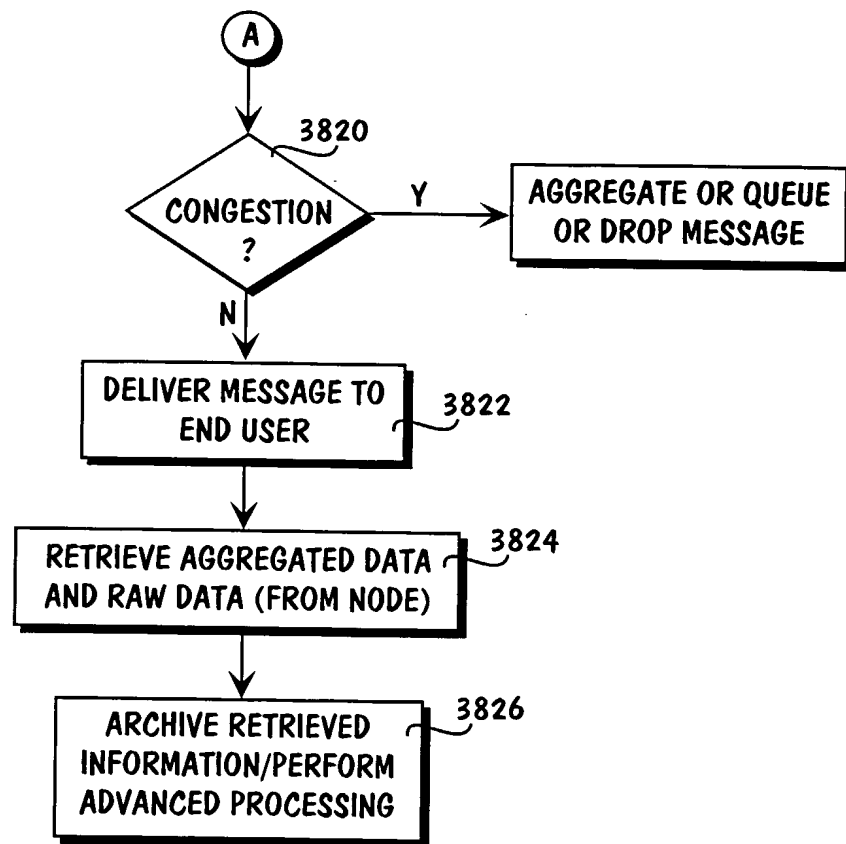 A
3820
CONGESTION
?
Y
AGGREGATE OR QUEUE
OR DROP MESSAGE
N
DELIVER MESSAGE TO
END USER
3822
RETRIEVE AGGREGATED DATA
AND RAW DATA (FROM NODE)
3824
ARCHIVE RETRIEVED
INFORMATION/PERFORM
ADVANCED PROCESSING
3826